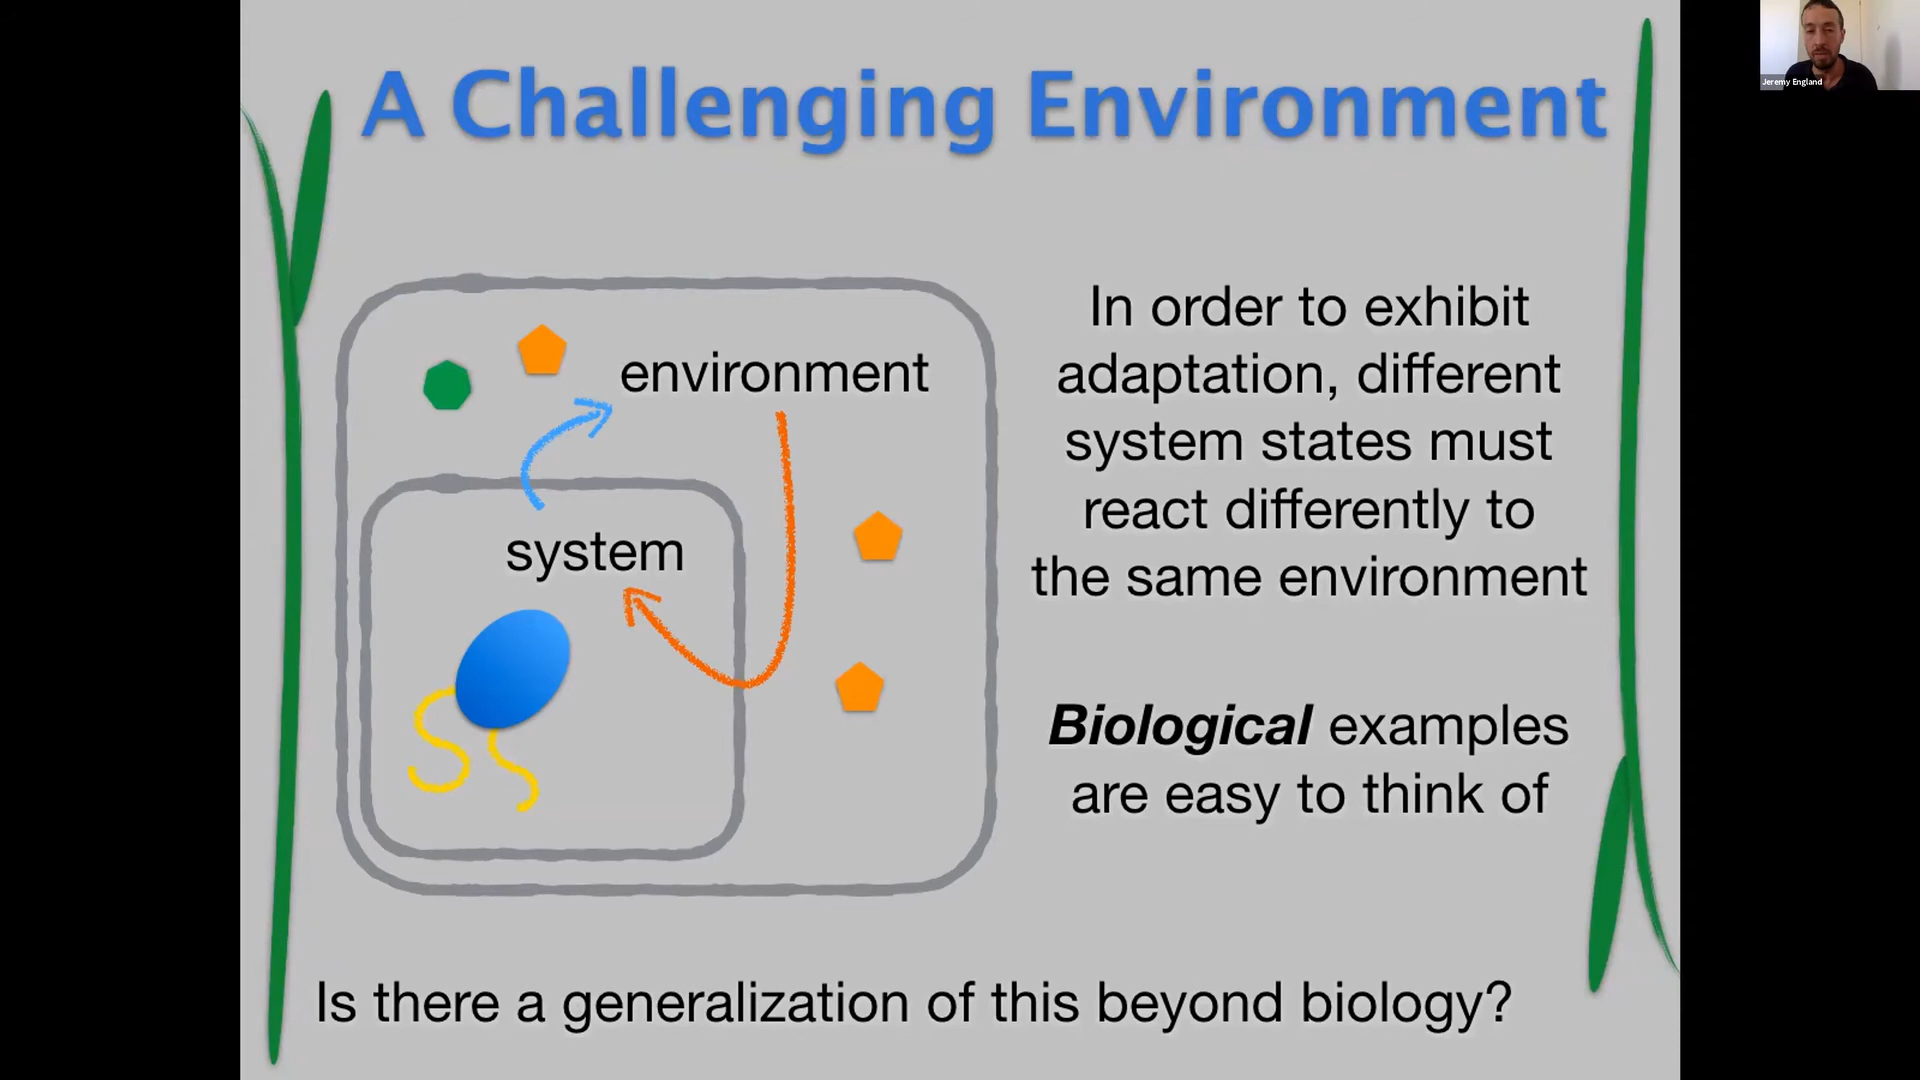 A Challenging Environment
Jeremy England
environment
system
In order to exhibit
adaptation, different
system states must
react differently to
the same environment
Biological examples
are easy to think of
Is there a generalization of this beyond biology?